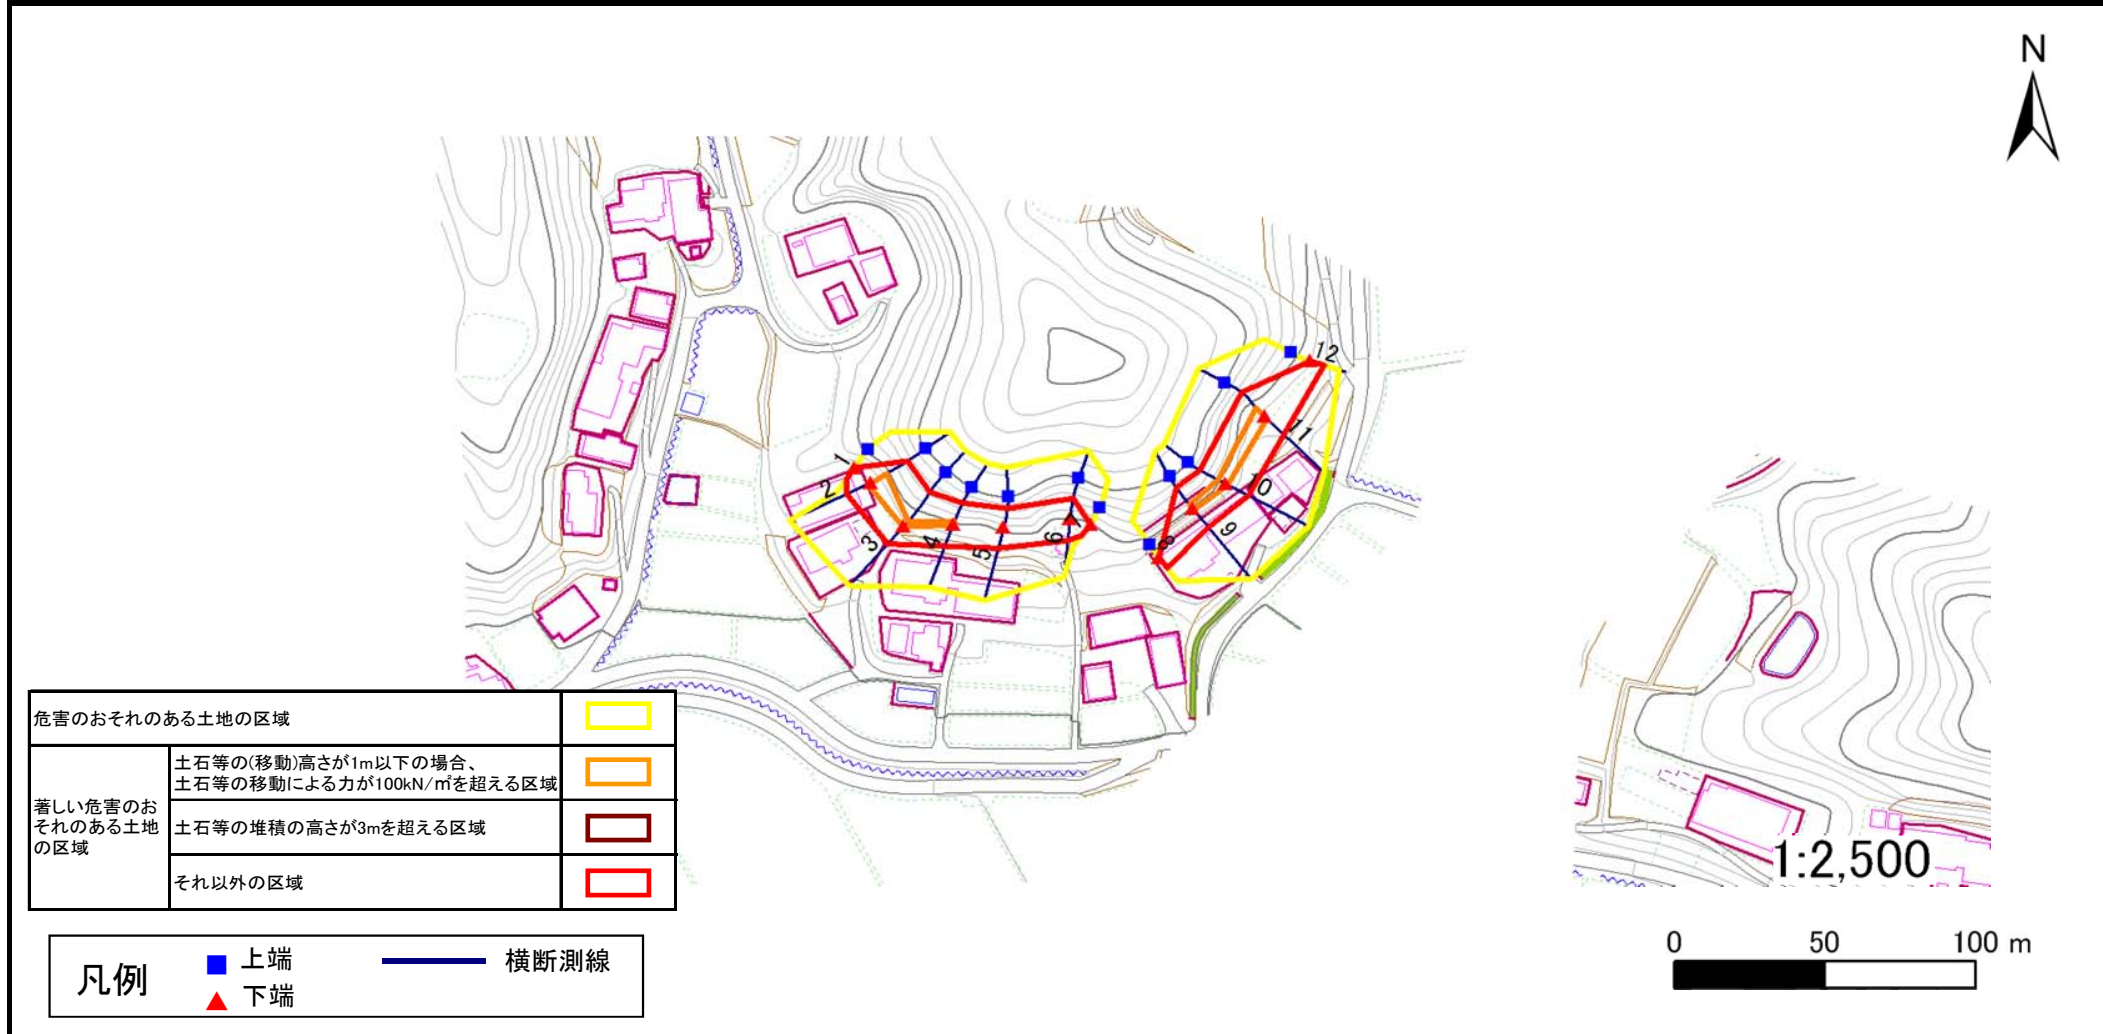 N
12
11
10
9
8
1
2
3
4
5
6
7
危害のおそれのある土地の区域
著しい危害のお
それのある土地
の区域
土石等の(移動)高さが1m以下の場合、
土石等の移動による力が100kN/㎡を超える区域
土石等の堆積の高さが3mを超える区域
それ以外の区域
凡例
上端
下端
横断測線
1:2,500
0 50 100 m